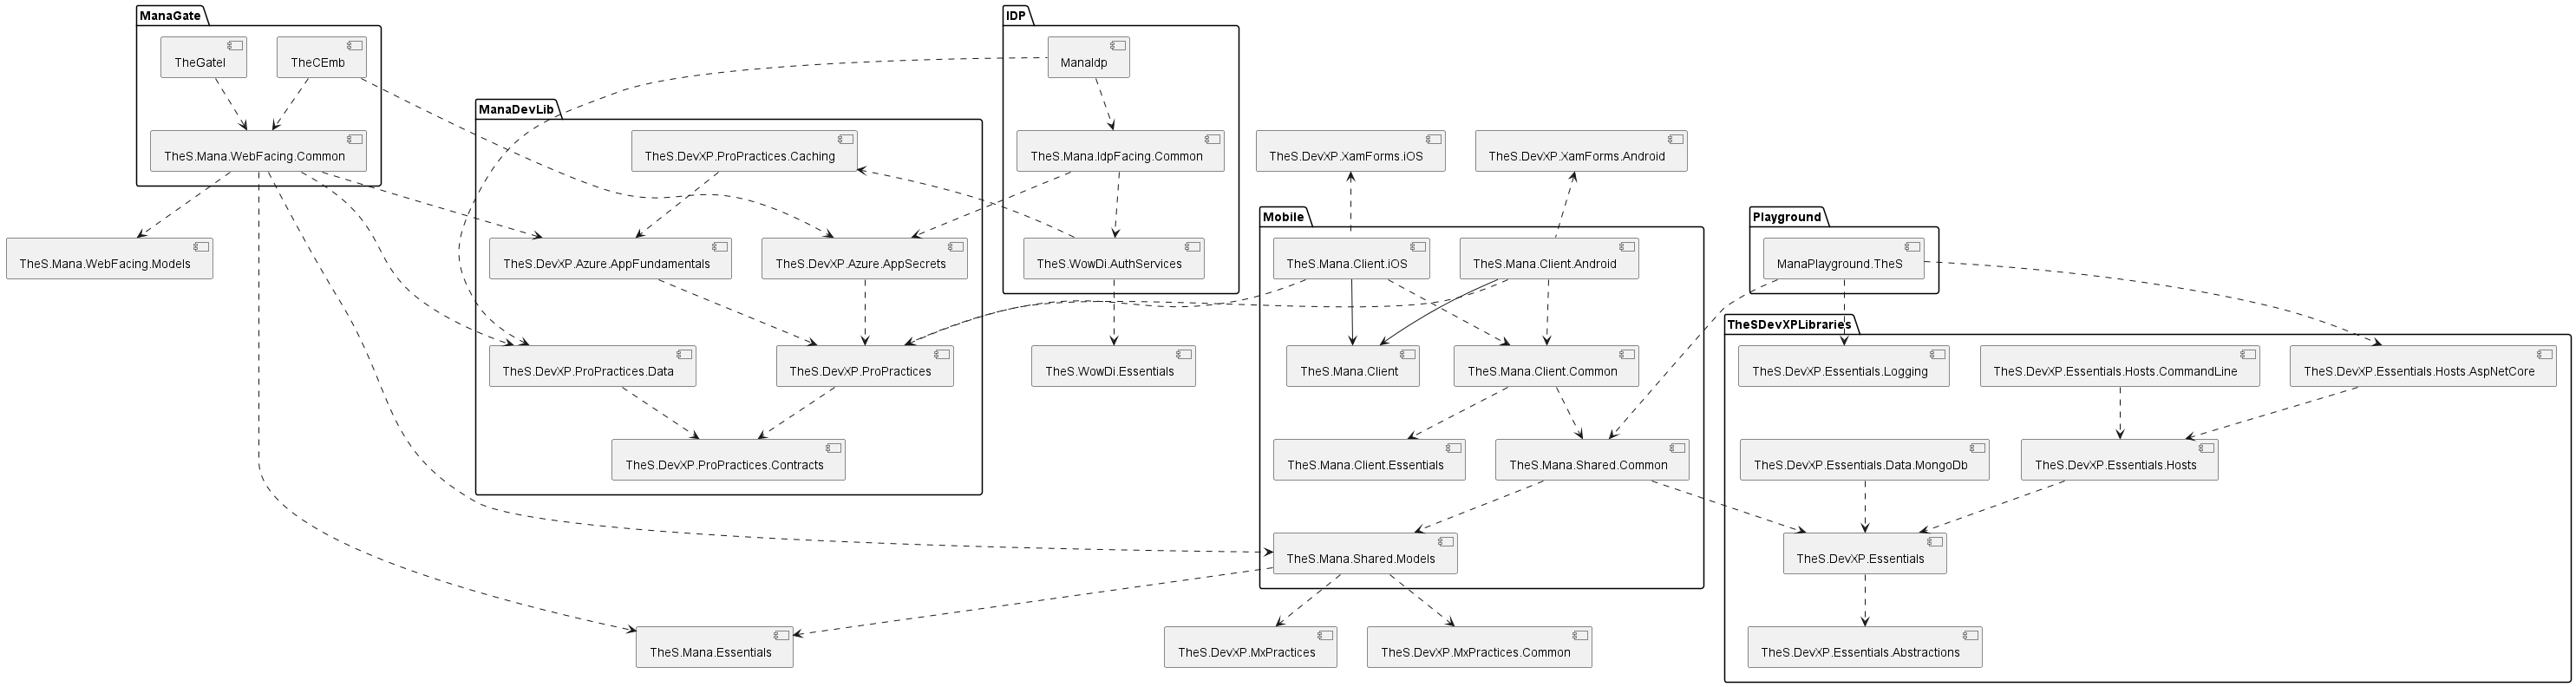 ManaGate
IDP
TheGatel
TheCEmb
ManaIdp
ManaDevLib
TheS.Mana.WebFacing.Common
TheS.DevXP.ProPractices.Caching
TheS.Mana.IdpFacing.Common
TheS.DevXP.XamForms.iOS
TheS.DevXP.XamForms.Android
Mobile
Playground
TheS.Mana.WebFacing.Models
TheS.DevXP.Azure.AppFundamentals
TheS.DevXP.Azure.AppSecrets
TheS.WowDi.AuthServices
TheS.Mana.Client.iOS
TheS.Mana.Client.Android
ManaPlayground.TheS
TheSDevXPLibraries
TheS.DevXP.ProPractices.Data
TheS.DevXP.ProPractices
TheS.WowDi.Essentials
TheS.Mana.Client
TheS.Mana.Client.Common
TheS.DevXP.Essentials.Logging
TheS.DevXP.Essentials.Hosts.CommandLine
TheS.DevXP.Essentials.Hosts.AspNetCore
TheS.DevXP.ProPractices.Contracts
TheS.Mana.Client.Essentials
TheS.Mana.Shared.Common
TheS.DevXP.Essentials.Data.MongoDb
TheS.DevXP.Essentials.Hosts
TheS.Mana.Shared.Models
TheS.DevXP.Essentials
TheS.Mana.Essentials
TheS.DevXP.MxPractices
TheS.DevXP.MxPractices.Common
TheS.DevXP.Essentials.Abstractions